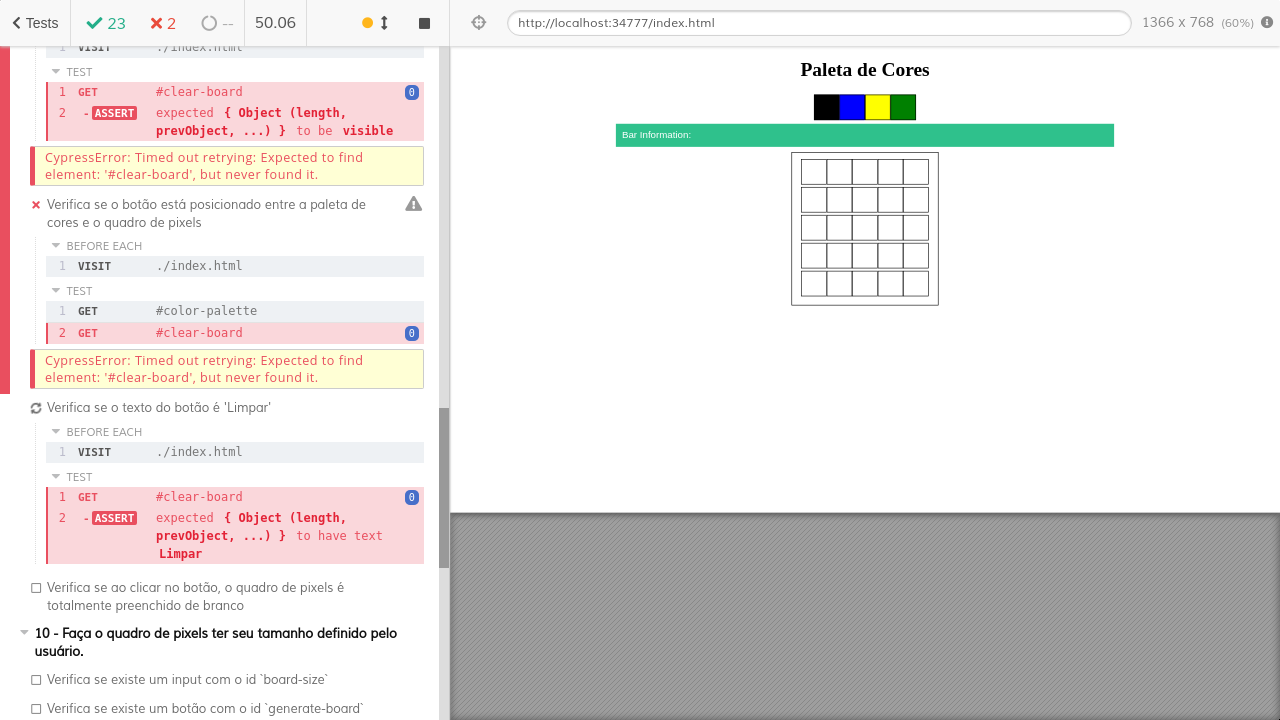 Tests
23
2
--
50.06
http://localhost:34777/index.html
1366 x 768 (60%)
1 VISIT ./index.html
TEST
1 GET #clear-board 0
2 - ASSERT expected { Object (length,
prevObject, ...) } to be visible
CypressError: Timed out retrying: Expected to find
element: '#clear-board', but never found it.
Verifica se o botão está posicionado entre a paleta de
cores e o quadro de pixels
BEFORE EACH
1 VISIT ./index.html
TEST
1 GET #color-palette
2 GET #clear-board 0
CypressError: Timed out retrying: Expected to find
element: '#clear-board', but never found it.
Verifica se o texto do botão é 'Limpar'
BEFORE EACH
1 VISIT ./index.html
TEST
1 GET #clear-board 0
2 - ASSERT expected { Object (length,
prevObject, ...) } to have text
Limpar
Verifica se ao clicar no botão, o quadro de pixels é
totalmente preenchido de branco
10 - Faça o quadro de pixels ter seu tamanho definido pelo
usuário.
Verifica se existe um input com o id `board-size`
Verifica se existe um botão com o id `generate-board`
Paleta de Cores
Bar Information: